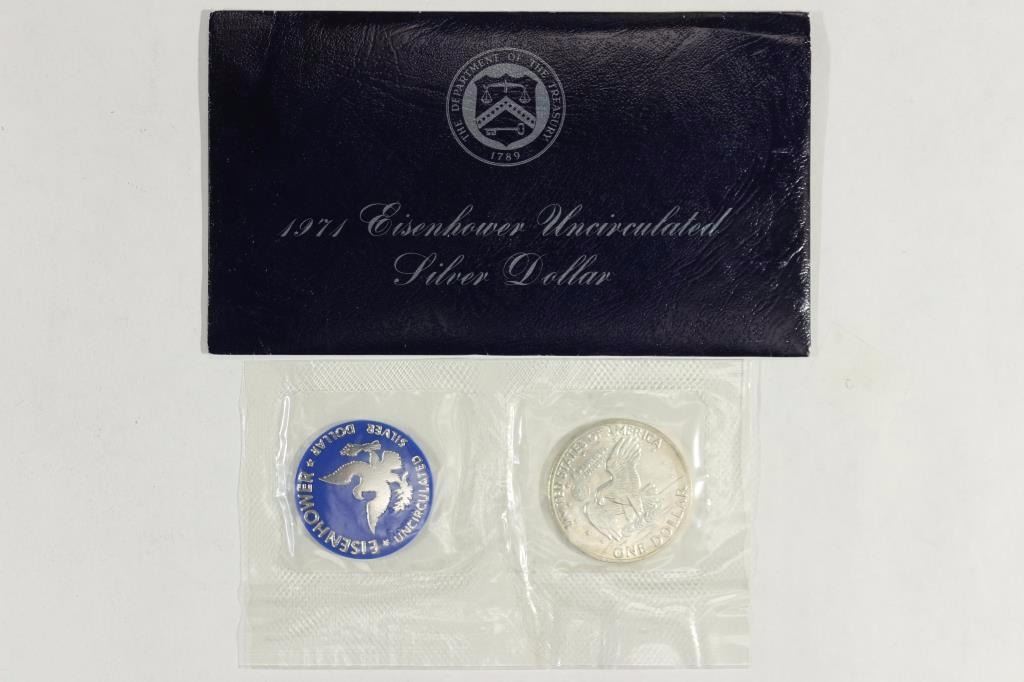 THE DEPARTMENT OF THE TREASURY
1789
1971 Eisenhower Uncirculated
Silver Dollar
EISENHOWER
UNCIRCULATED SILVER DOLLAR
UNITED STATES OF AMERICA
ONE DOLLAR